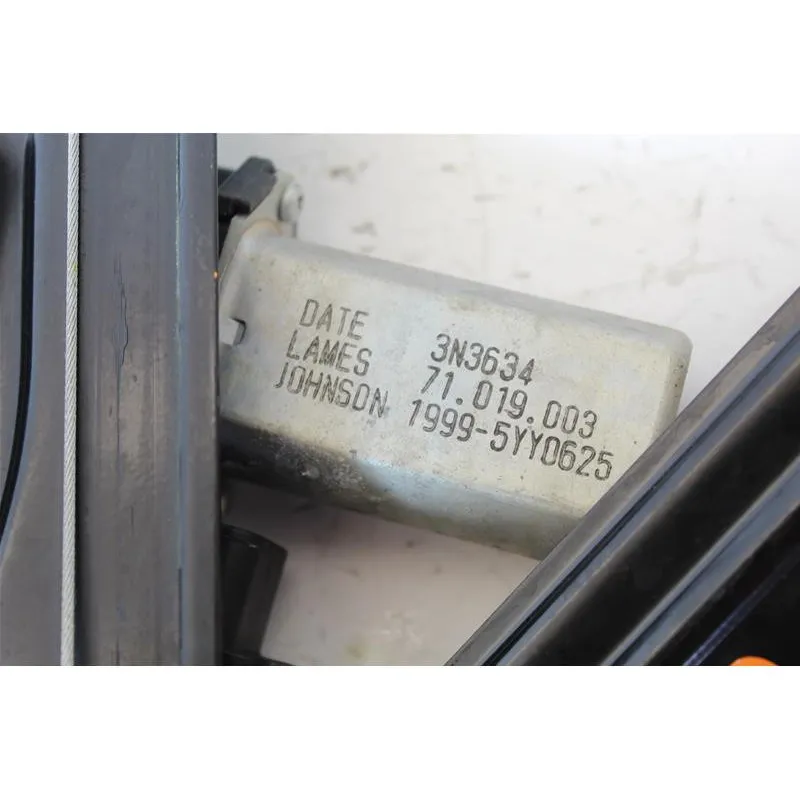 DATE 3N3634
LAMES 71.019.003
JOHNSON 1999-5YY0625